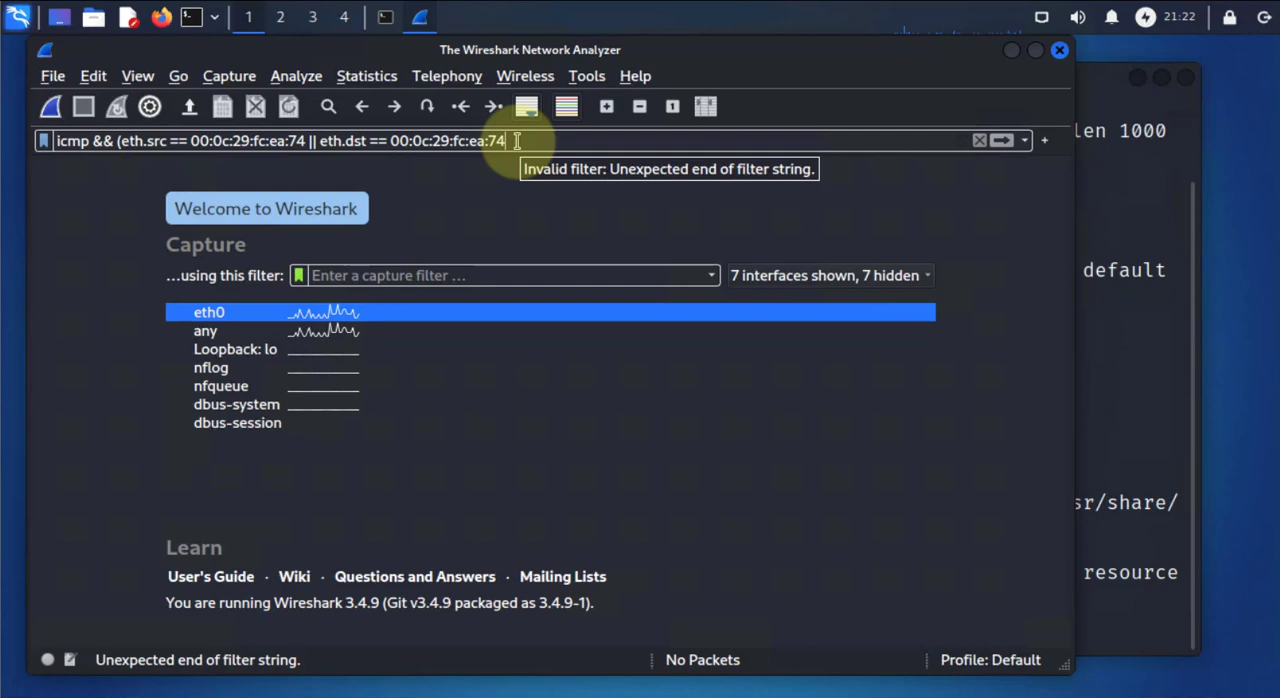 1 2 3 4 21:22
The Wireshark Network Analyzer
File Edit View Go Capture Analyze Statistics Telephony Wireless Tools Help
icmp && (eth.src == 00:0c:29:fc:ea:74 || eth.dst == 00:0c:29:fc:ea:74
Invalid filter: Unexpected end of filter string.
Welcome to Wireshark
Capture
...using this filter: Enter a capture filter ... 7 interfaces shown, 7 hidden
eth0
any
Loopback: lo
nflog
nfqueue
dbus-system
dbus-session
Learn
User's Guide · Wiki · Questions and Answers · Mailing Lists
You are running Wireshark 3.4.9 (Git v3.4.9 packaged as 3.4.9-1).
Unexpected end of filter string. No Packets Profile: Default
len 1000
default
sr/share/
resource